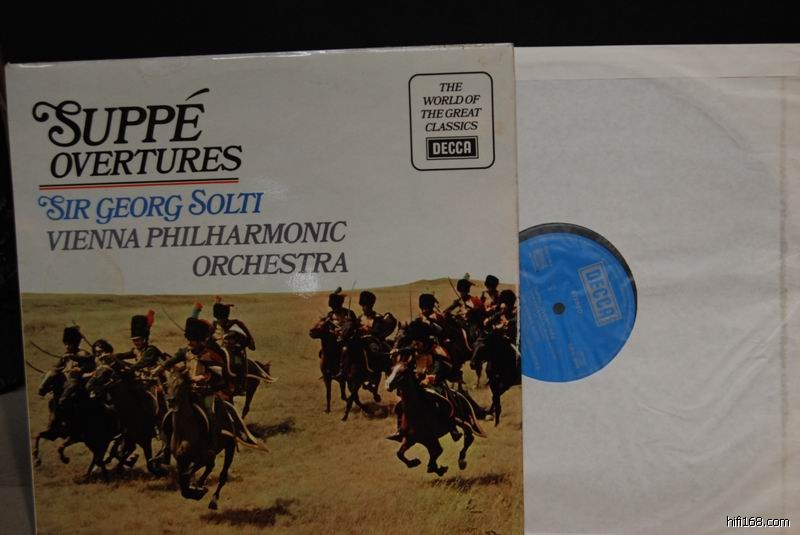 SUPPÉ
OVERTURES
SIR GEORG SOLTI
VIENNA PHILHARMONIC
ORCHESTRA
THE
WORLD OF
THE GREAT
CLASSICS
DECCA
DECCA
hifi168.com